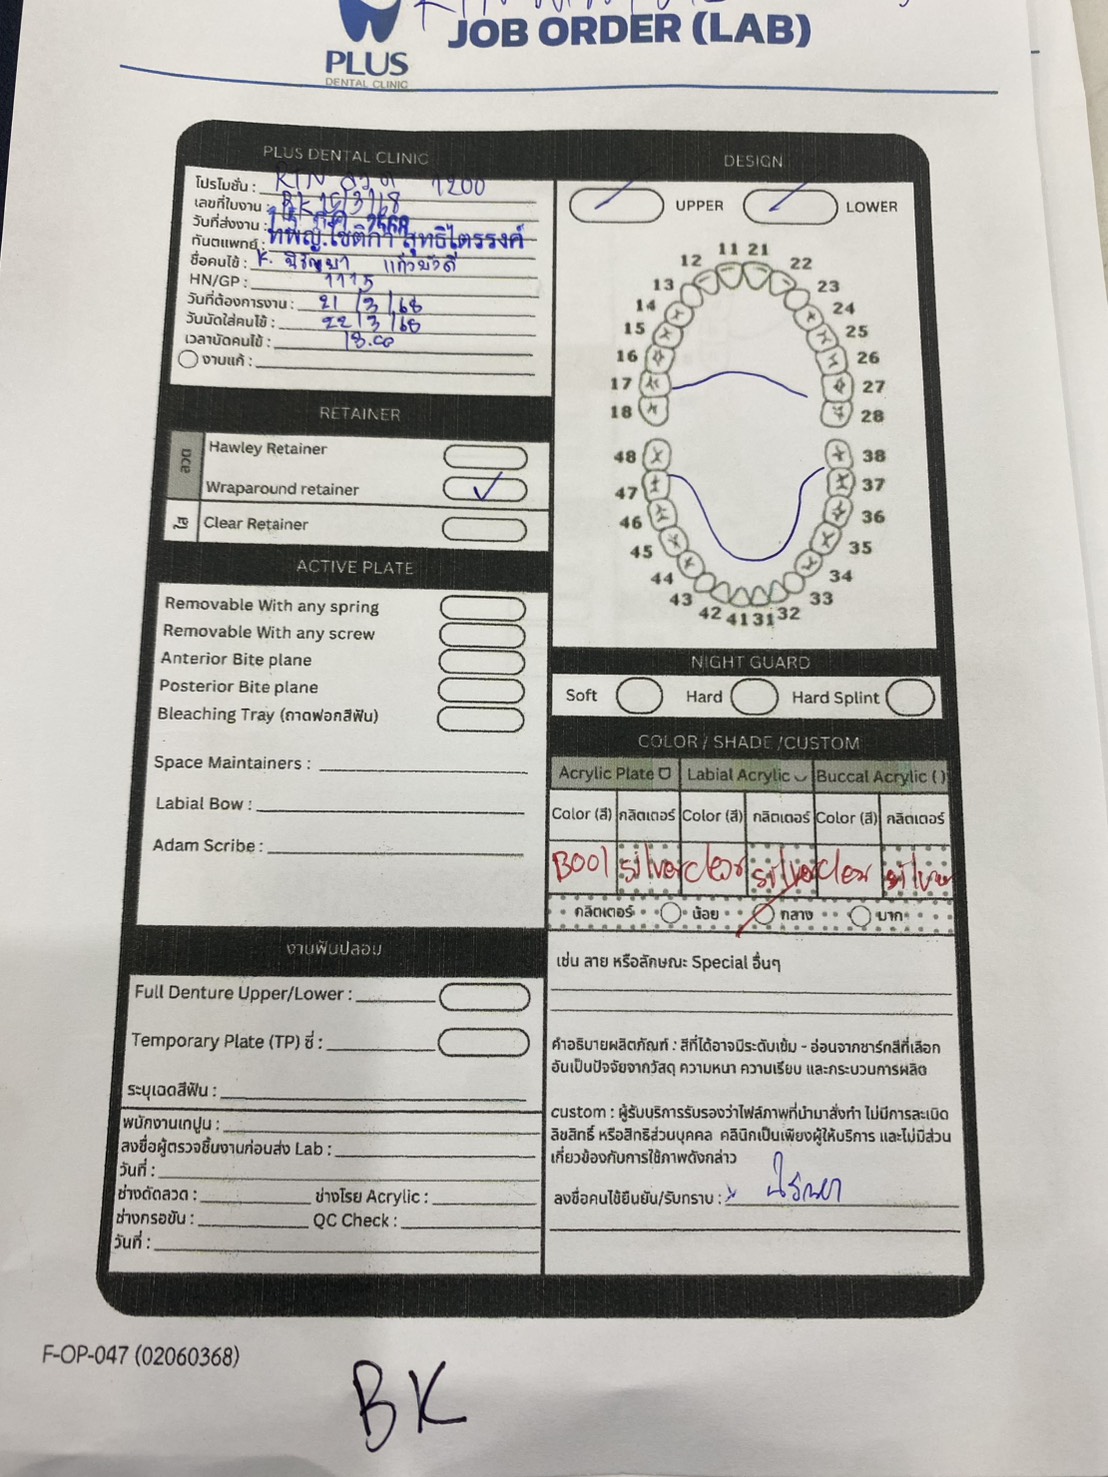 JOB ORDER (LAB)
PLUS
DENTAL CLINIC
PLUS DENTAL CLINIC
โปรโมชั่น : RTN ลวด 1200
เลขที่ใบงาน : BK 16/3/68
วันที่ส่งงาน : 2568
ทันตแพทย์ : ทพญ.โชติกา สุทธิไตรรงค์
ชื่อคนไข้ : K.
HN/GP : 1115
วันที่ต้องการงาน : 21/3/68
วันนัดใส่คนไข้ : 22/3/68
เวลานัดคนไข้ : 18.00
งานแก้ :
RETAINER
DCP
Hawley Retainer
Wraparound retainer ✓
Clear Retainer
ACTIVE PLATE
Removable With any spring
Removable With any screw
Anterior Bite plane
Posterior Bite plane
Bleaching Tray (ถาดฟอกสีฟัน)
Space Maintainers :
Labial Bow :
Adam Scribe :
งานฟันปลอม
Full Denture Upper/Lower :
Temporary Plate (TP) ซี่ :
ระบุเฉดสีฟัน :
พนักงานเทปูน :
ลงชื่อผู้ตรวจชิ้นงานก่อนส่ง Lab :
วันที่ :
ช่างดัดลวด : ช่างโรย Acrylic :
ช่างกรอขัน : QC Check :
วันที่ :
DESIGN
UPPER LOWER
11 21
12 22
13 23
14 24
15 25
16 26
17 27
18 28
48 38
47 37
46 36
45 35
44 34
43 33
42 41 31 32
NIGHT GUARD
Soft Hard Hard Splint
COLOR / SHADE /CUSTOM
Acrylic Plate Labial Acrylic Buccal Acrylic ( )
Color (สี) กลิตเตอร์ Color (สี) กลิตเตอร์ Color (สี) กลิตเตอร์
B001 silver clear silver clear silver
กลิตเตอร์ น้อย กลาง มาก
เช่น ลาย หรือลักษณะ Special อื่นๆ
คำอธิบายผลิตภัณฑ์ : สีที่ได้อาจมีระดับเข้ม - อ่อนจากชาร์ทสีที่เลือก
อันเป็นปัจจัยจากวัสดุ ความหนา ความเรียบ และกระบวนการผลิต
custom : ผู้รับบริการรับรองว่าไฟล์ภาพที่นำมาสั่งทำ ไม่มีการละเมิด
ลิขสิทธิ์ หรือสิทธิส่วนบุคคล คลินิกเป็นเพียงผู้ให้บริการ และไม่มีส่วน
เกี่ยวข้องกับการใช้ภาพดังกล่าว
ลงชื่อคนไข้ยืนยัน/รับทราบ :
F-OP-047 (02060368)
BK